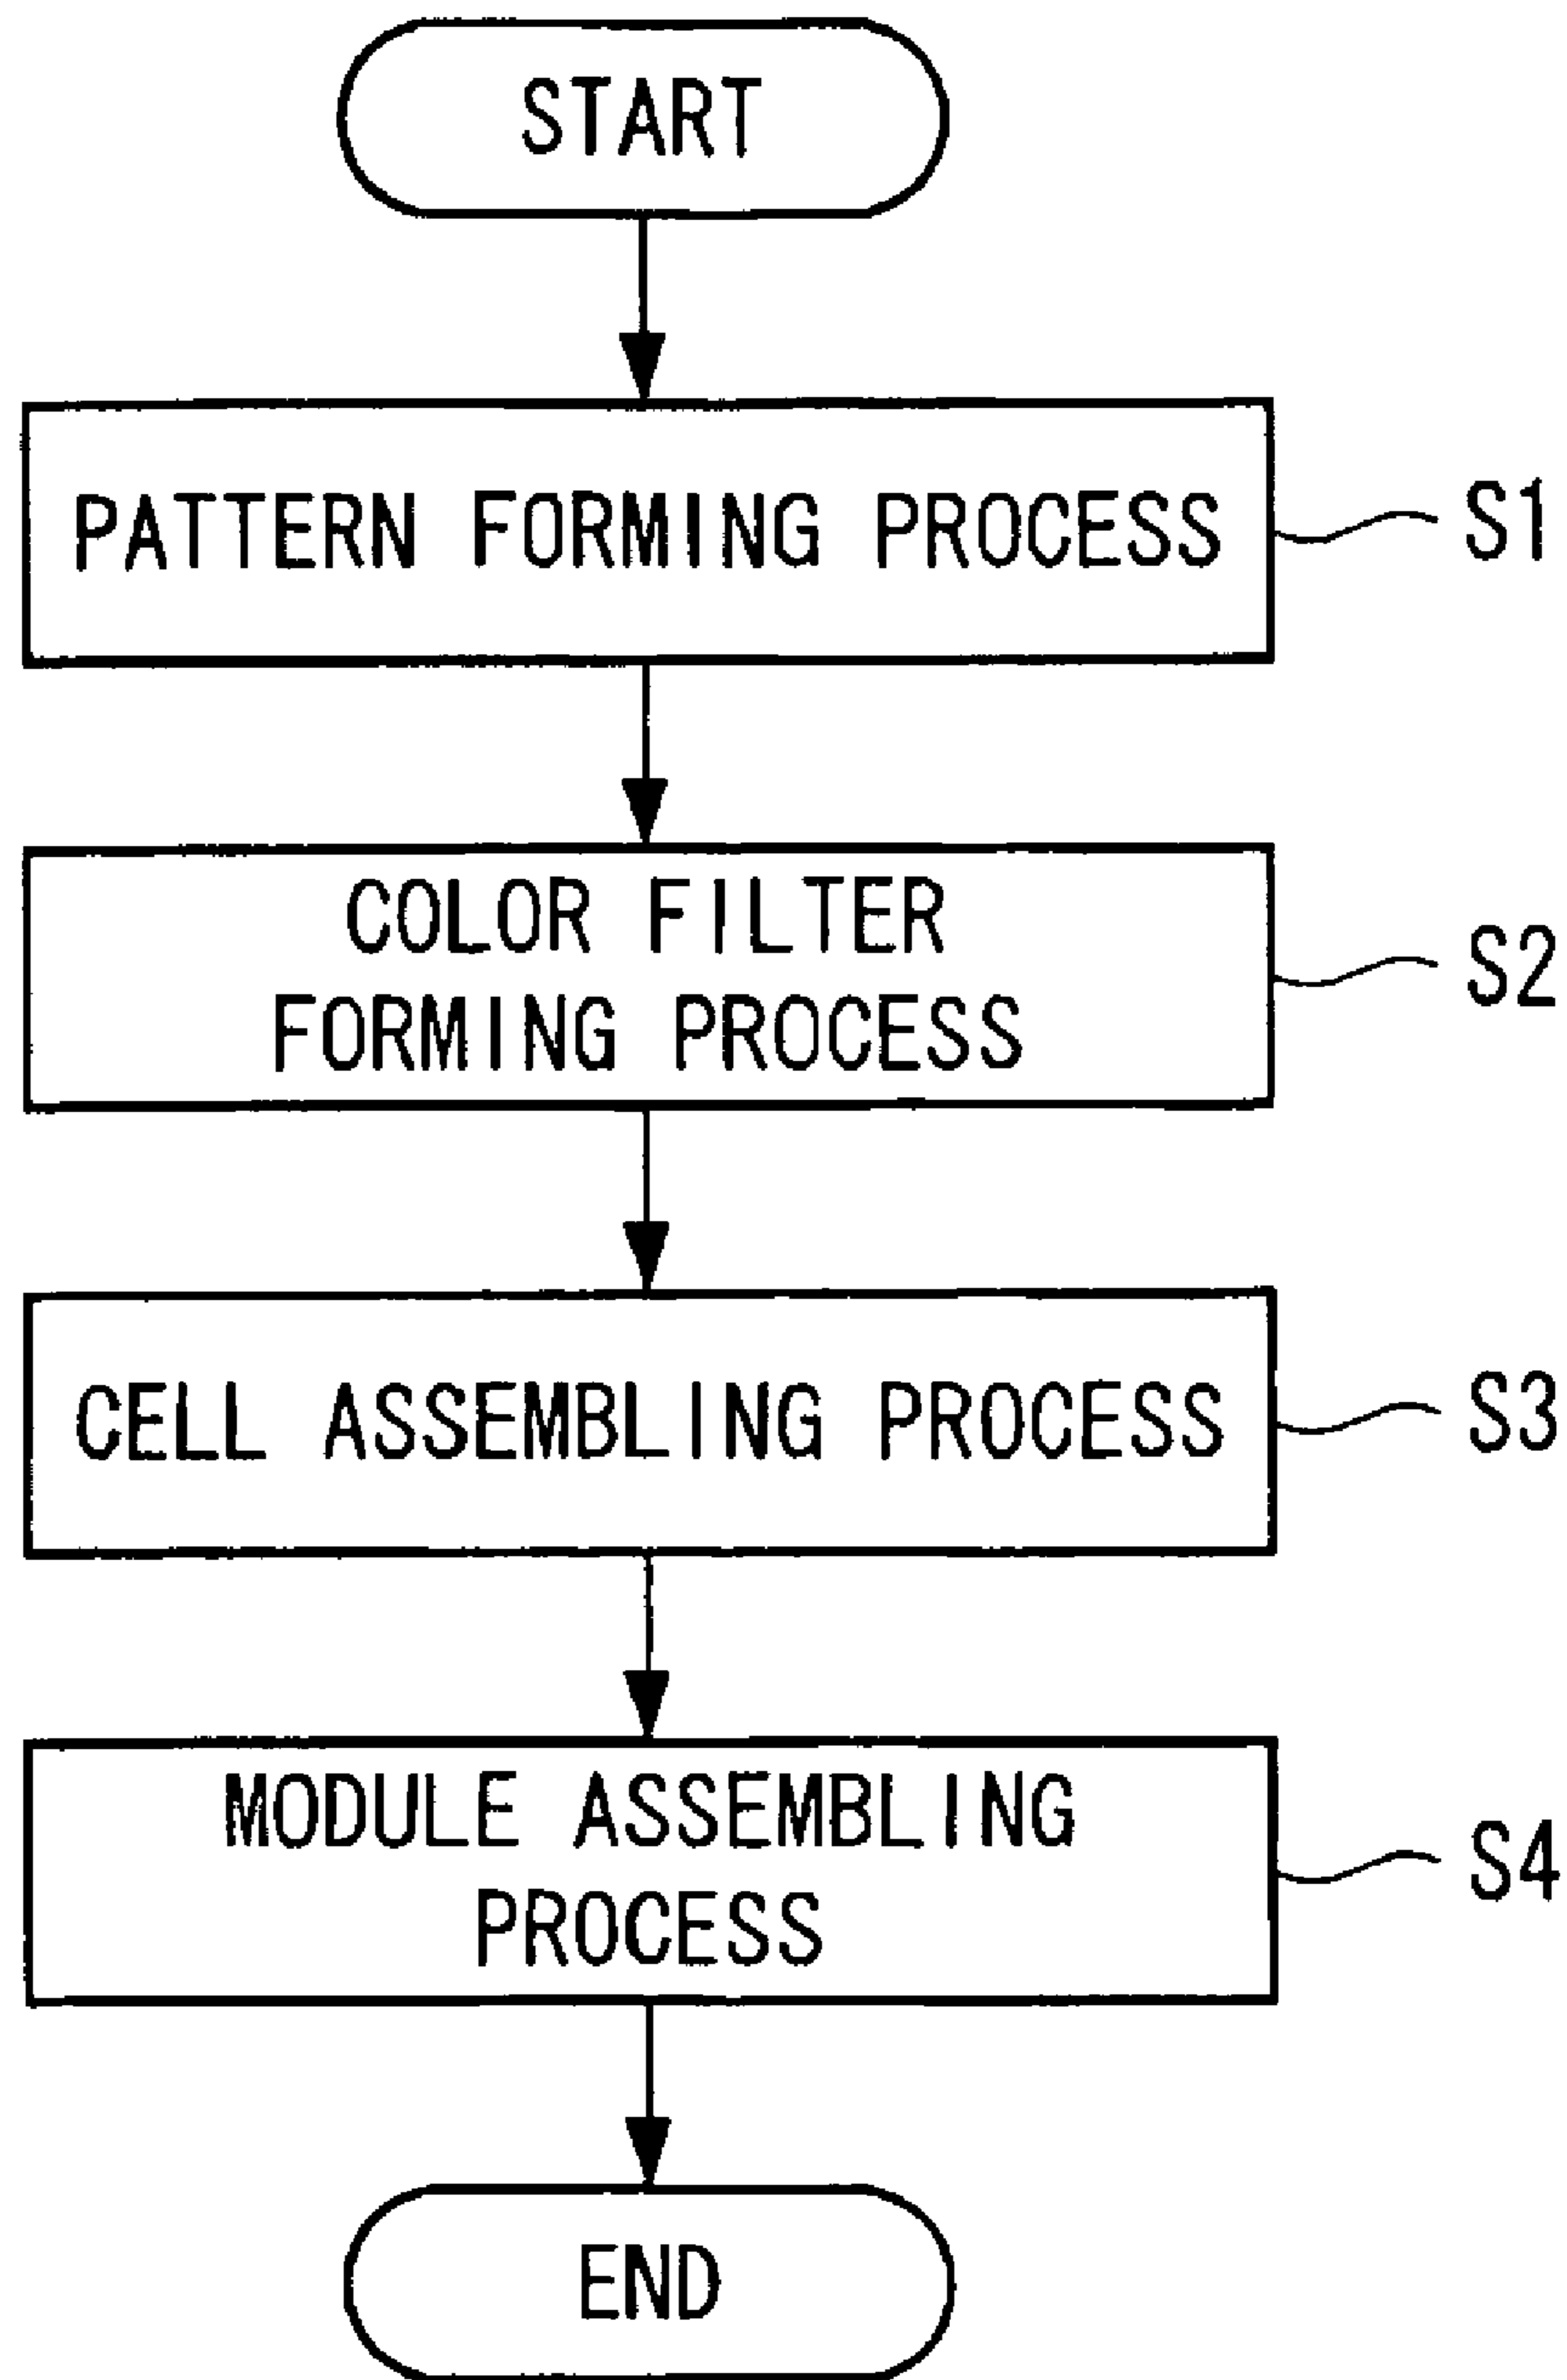 START
PATTERN FORMING PROCESS
S1
COLOR FILTER
FORMING PROCESS
S2
CELL ASSEMBLING PROCESS
S3
MODULE ASSEMBLING
PROCESS
S4
END